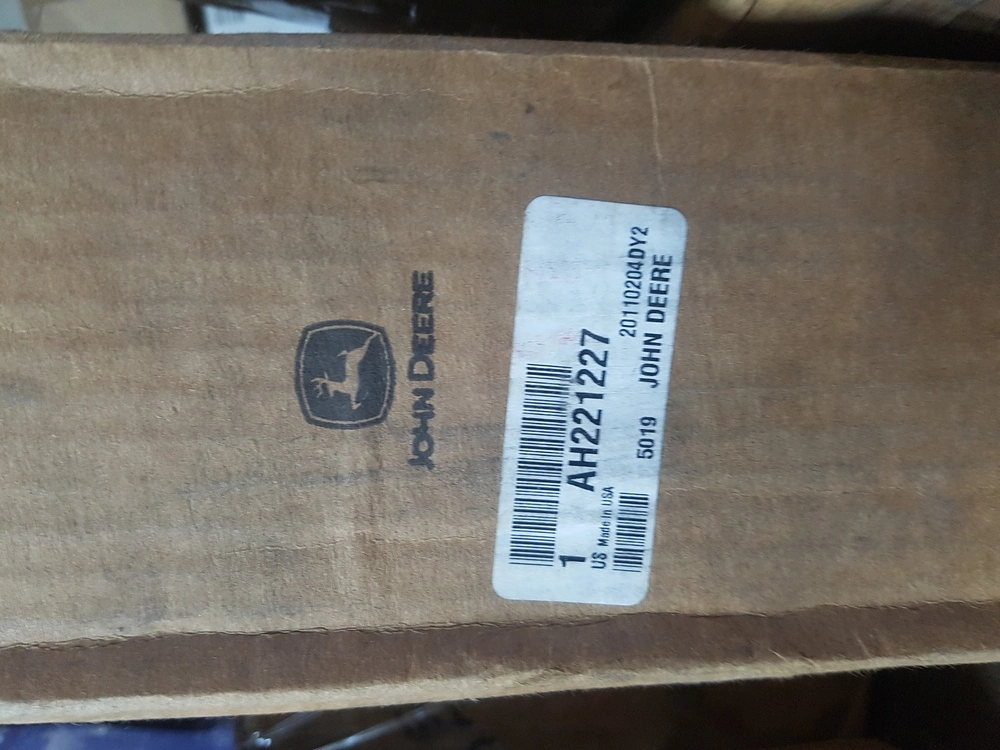 JOHN DEERE
1 AH221227
US Made In USA
20110204DY2
5019 JOHN DEERE